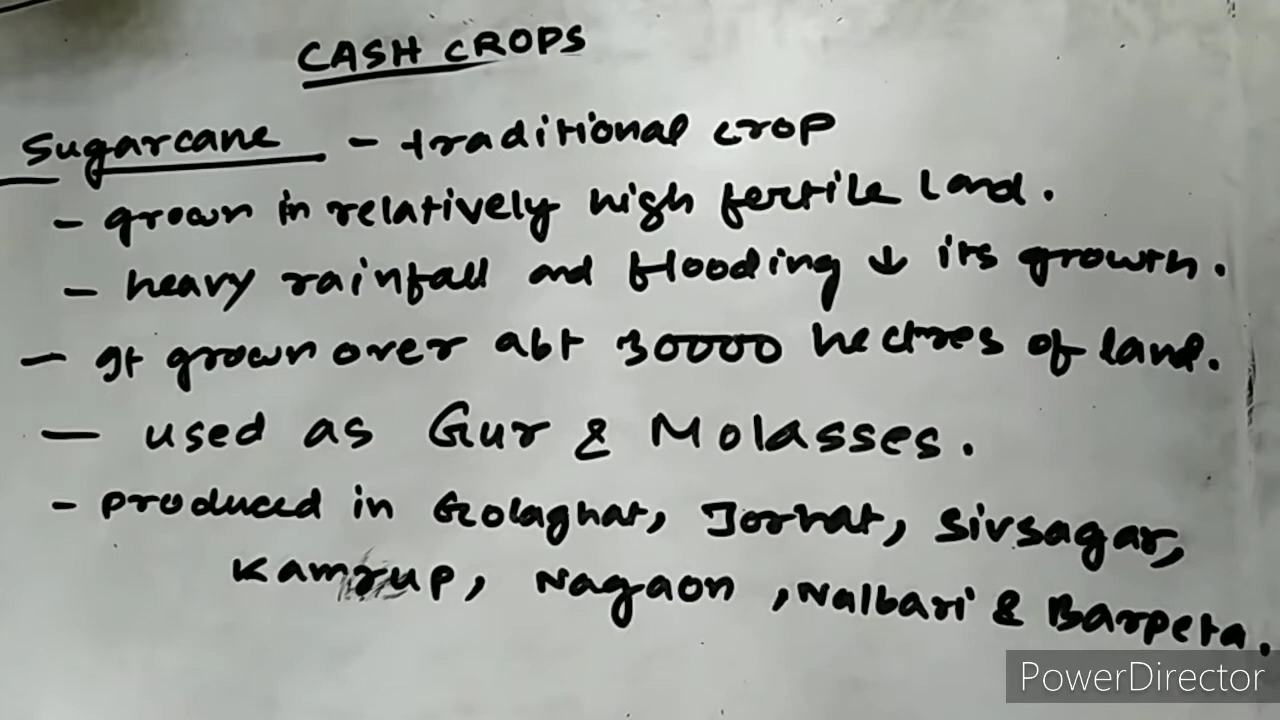 CASH CROPS
Sugarcane - traditional crop
- grown in relatively high fertile land.
- heavy rainfall and flooding ↓ its growth.
- It grown over abt 30000 hectres of land.
- used as Gur & Molasses.
- produced in Golaghat, Jorhat, Sivsagar,
Kamrup, Nagaon, Nalbari & Barpeta.
PowerDirector